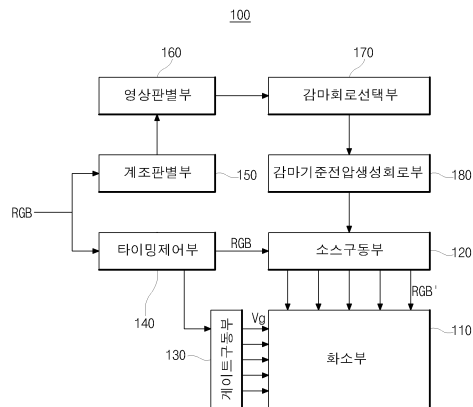 100
160
170
영상판별부
감마회로선택부
계조판별부
150
감마기준전압생성회로부
180
RGB
타이밍제어부
RGB
소스구동부
120
140
RGB'
130
게이트구동부
Vg
화소부
110